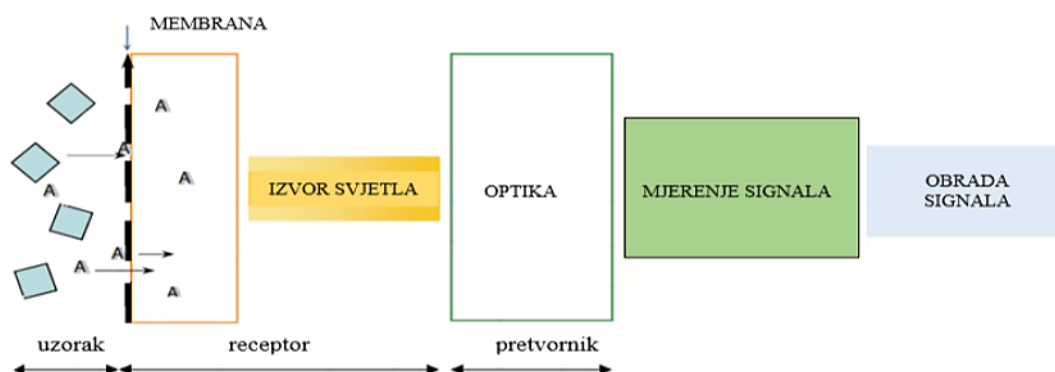 MEMBRANA
A
A
A
A
A
A
A
IZVOR SVJETLA
OPTIKA
MJERENJE SIGNALA
OBRADA
SIGNALA
uzorak
receptor
pretvornik